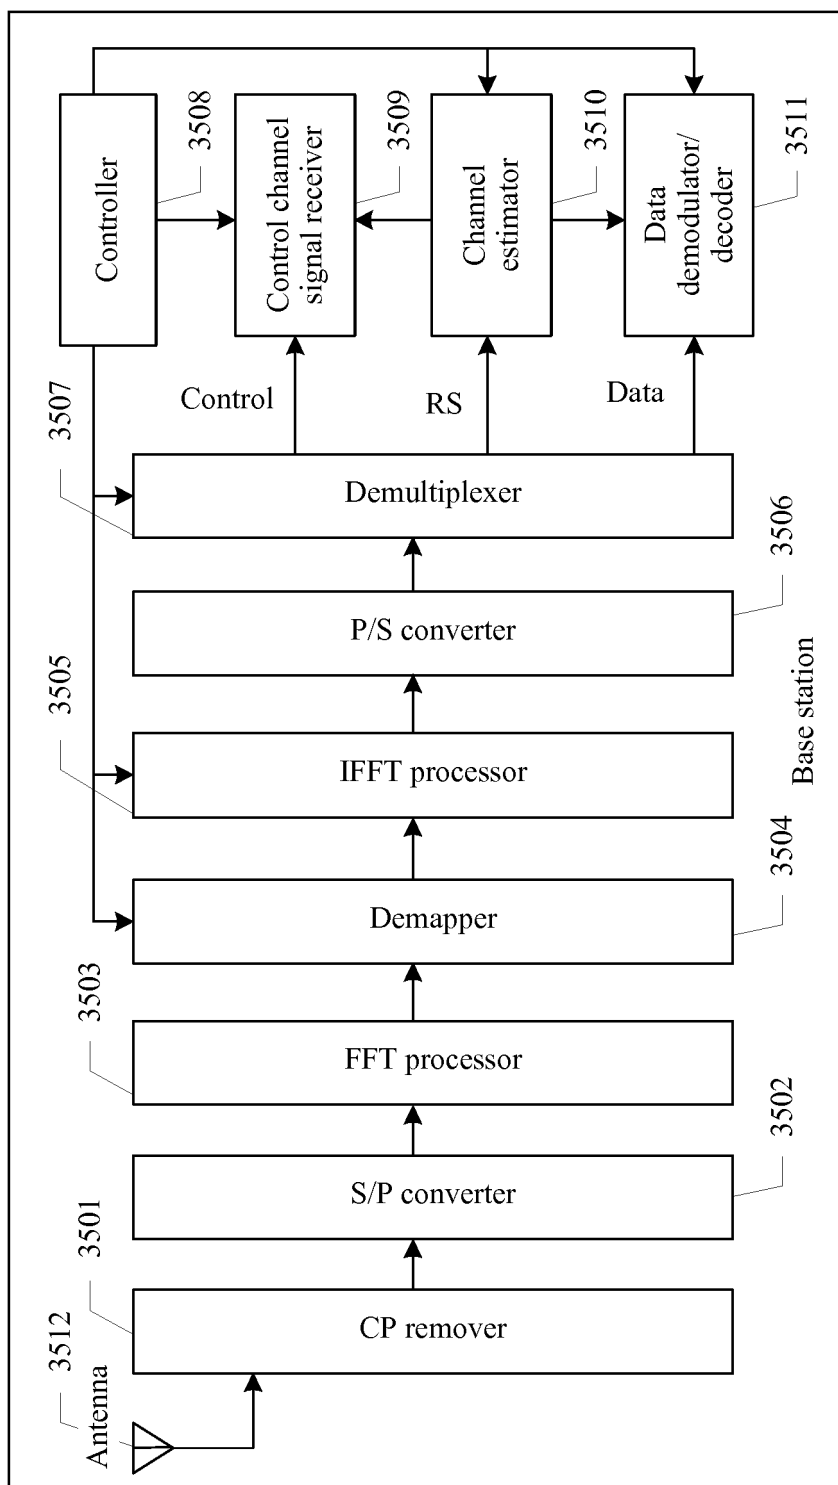 Controller
3508
Control channel
signal receiver
3509
Channel
estimator
3510
Data
demodulator/
decoder
3511
Control
RS
Data
3507
Demultiplexer
3506
P/S converter
3505
IFFT processor
Base station
3504
Demapper
3503
FFT processor
3502
S/P converter
3501
CP remover
3512
Antenna